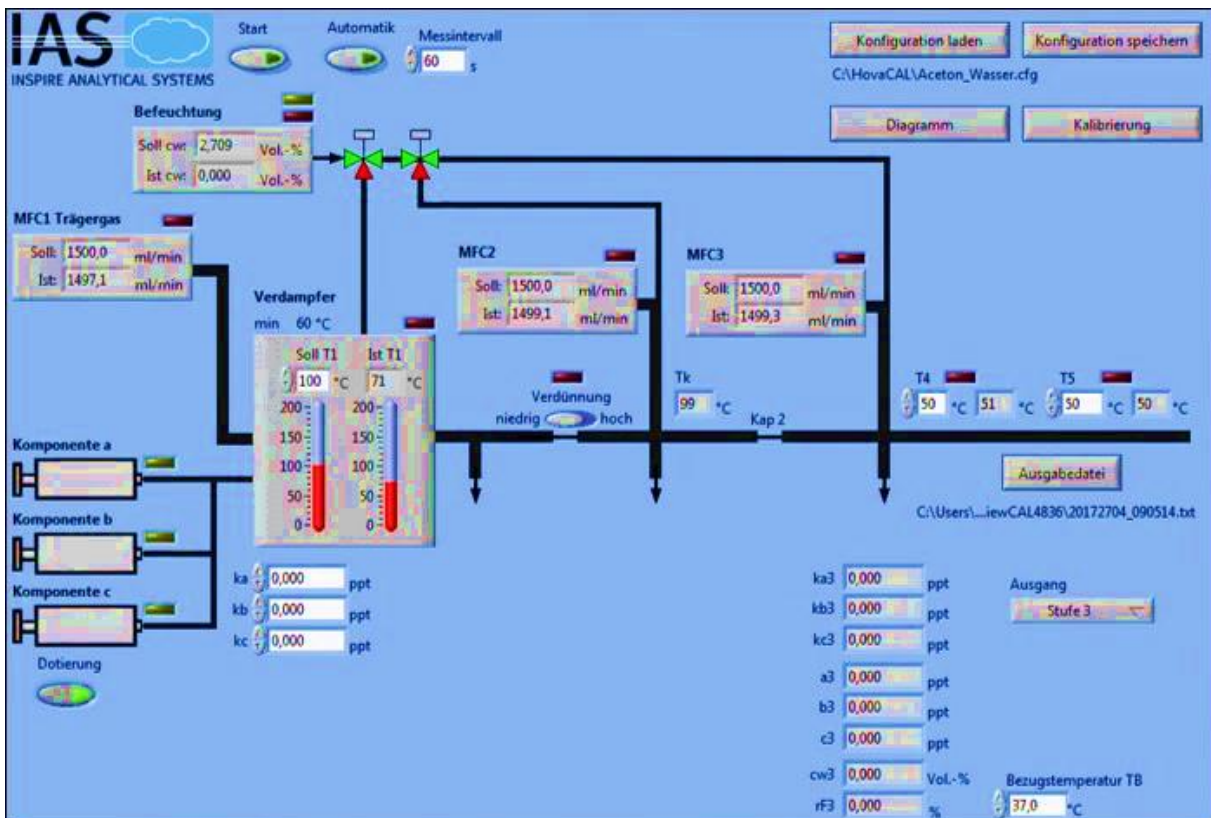 IAS
INSPIRE ANALYTICAL SYSTEMS
Start
Automatik
Messintervall
60 s
Konfiguration laden
Konfiguration speichern
C:\HovaCAL\Aceton_Wasser.cfg
Diagramm
Kalibrierung
Befeuchtung
Soll cw: 2,709 Vol.-%
Ist cw: 0,000 Vol.-%
MFC1 Trägergas
Soll: 1500,0 ml/min
Ist: 1497,1 ml/min
MFC2
Soll: 1500,0 ml/min
Ist: 1499,1 ml/min
MFC3
Soll: 1500,0 ml/min
Ist: 1499,3 ml/min
Verdampfer
min 60 °C
Soll T1 Ist T1
100 °C 71 °C
200 200
150 150
100 100
50 50
0 0
Verdünnung
niedrig hoch
Tk
99 °C
Kap 2
T4
50 °C 51 °C
T5
50 °C 50 °C
Ausgabedatei
C:\Users\...iewCAL4836\20172704_090514.txt
Komponente a
Komponente b
Komponente c
Dotierung
ka 0,000 ppt
kb 0,000 ppt
kc 0,000 ppt
ka3 0,000 ppt
kb3 0,000 ppt
kc3 0,000 ppt
a3 0,000 ppt
b3 0,000 ppt
c3 0,000 ppt
cw3 0,000 Vol.-%
rF3 0,000 %
Ausgang
Stufe 3
Bezugstemperatur TB
37,0 °C